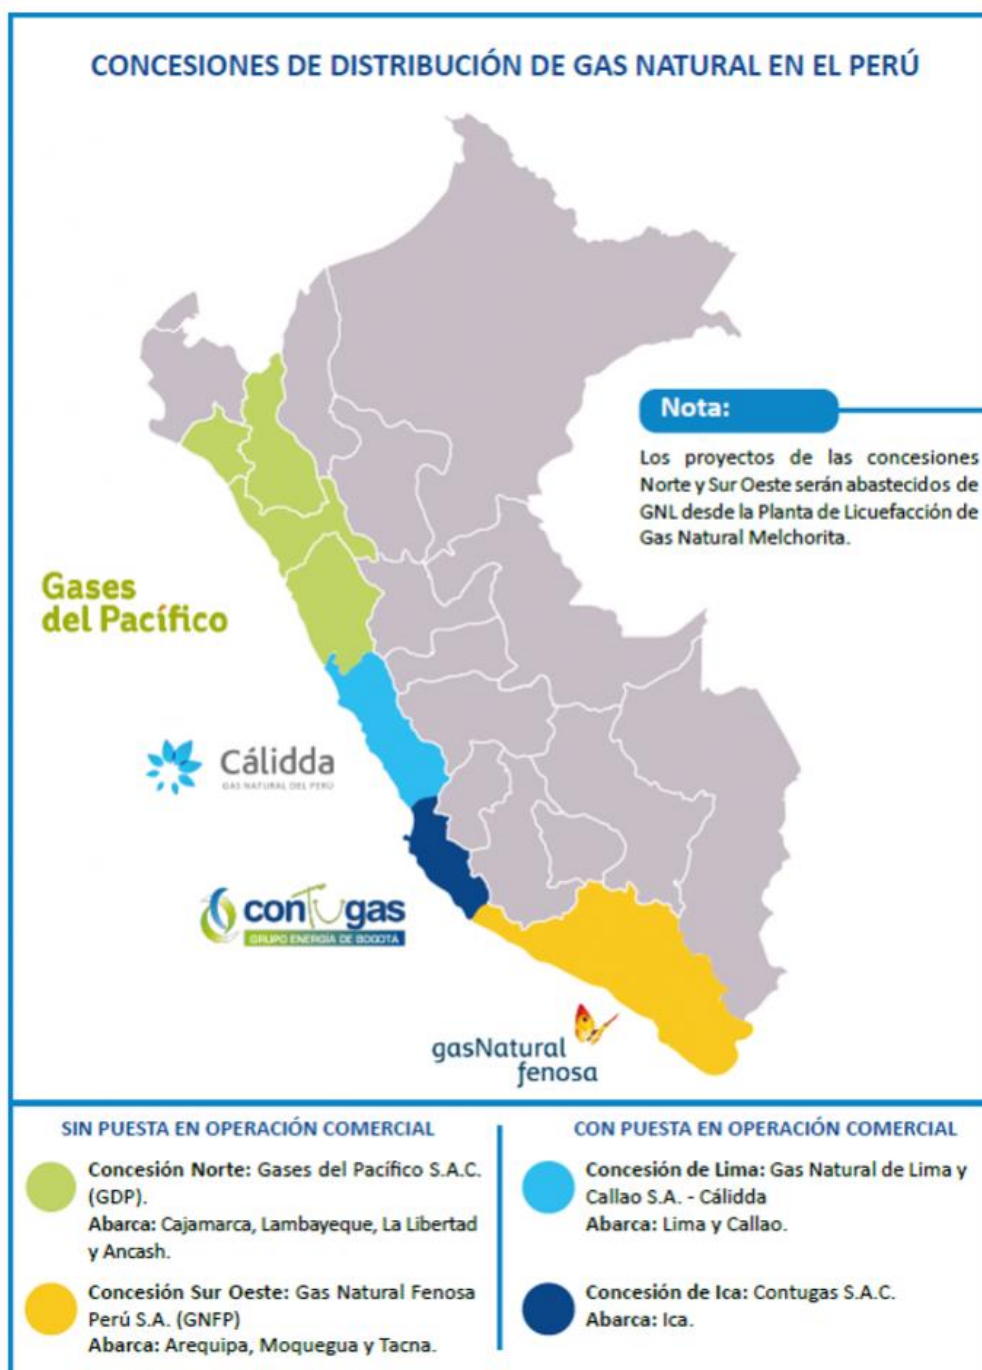 CONCESIONES DE DISTRIBUCIÓN DE GAS NATURAL EN EL PERÚ
Nota:
Los proyectos de las concesiones
Norte y Sur Oeste serán abastecidos de
GNL desde la Planta de Licuefacción de
Gas Natural Melchorita.
Gases
del Pacífico
Cálidda
GAS NATURAL DEL PERÚ
conTUgas
GRUPO ENERGÍA DE BOGOTÁ
gasNatural
fenosa
SIN PUESTA EN OPERACIÓN COMERCIAL
Concesión Norte: Gases del Pacífico S.A.C.
(GDP).
Abarca: Cajamarca, Lambayeque, La Libertad
y Ancash.
Concesión Sur Oeste: Gas Natural Fenosa
Perú S.A. (GNFP)
Abarca: Arequipa, Moquegua y Tacna.
CON PUESTA EN OPERACIÓN COMERCIAL
Concesión de Lima: Gas Natural de Lima y
Callao S.A. - Cálidda
Abarca: Lima y Callao.
Concesión de Ica: Contugas S.A.C.
Abarca: Ica.